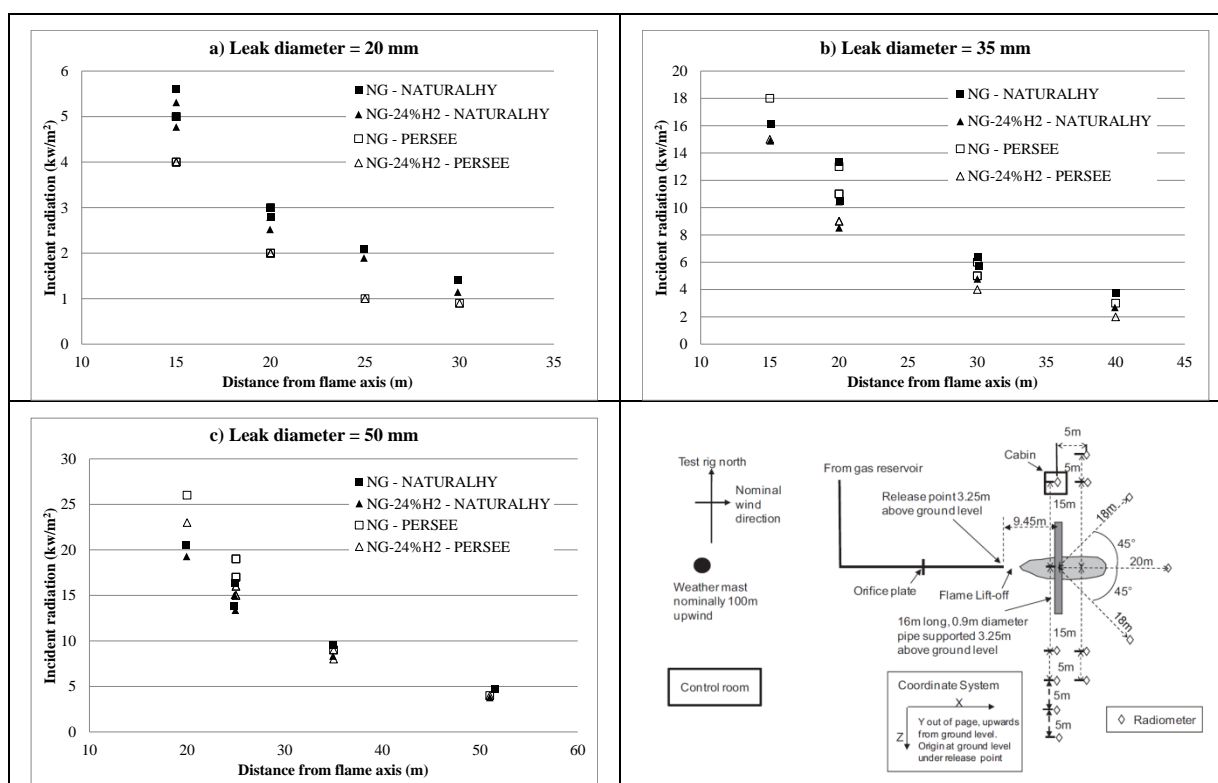 a) Leak diameter = 20 mm
Incident radiation (kw/m²)
6
5
4
3
2
1
0
NG - NATURALHY
NG-24%H2 - NATURALHY
NG - PERSEE
NG-24%H2 - PERSEE
10 15 20 25 30 35
Distance from flame axis (m)
b) Leak diameter = 35 mm
Incident radiation (kw/m²)
20
18
16
14
12
10
8
6
4
2
0
NG - NATURALHY
NG-24%H2 - NATURALHY
NG - PERSEE
NG-24%H2 - PERSEE
10 15 20 25 30 35 40 45
Distance from flame axis (m)
c) Leak diameter = 50 mm
Incident radiation (kw/m²)
30
25
20
15
10
5
0
NG - NATURALHY
NG-24%H2 - NATURALHY
NG - PERSEE
NG-24%H2 - PERSEE
10 20 30 40 50 60
Distance from flame axis (m)
Test rig north
Nominal
wind
direction
Weather mast
nominally 100m
upwind
Control room
From gas reservoir
Release point 3.25m
above ground level
Orifice plate
Flame Lift-off
16m long, 0.9m diameter
pipe supported 3.25m
above ground level
9.45m
Cabin
5m
5m
15m
18m
45°
20m
45°
18m
15m
5m
5m
5m
Coordinate System
X
Z
Y out of page, upwards
from ground level.
Origin at ground level
under release point
Radiometer